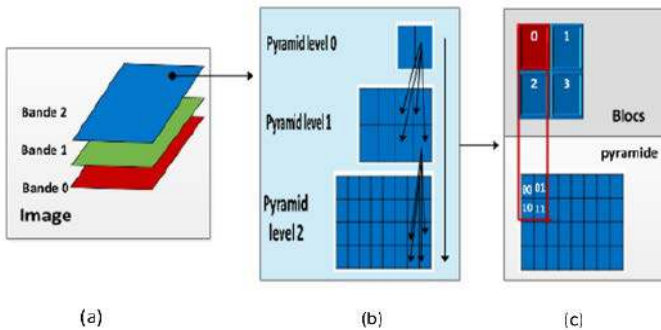 Bande 2
Bande 1
Bande 0
Image
Pyramid level 0
Pyramid level 1
Pyramid
level 2
0 1
2 3
Blocs
pyramide
00 01
10 11
(a) (b) (c)